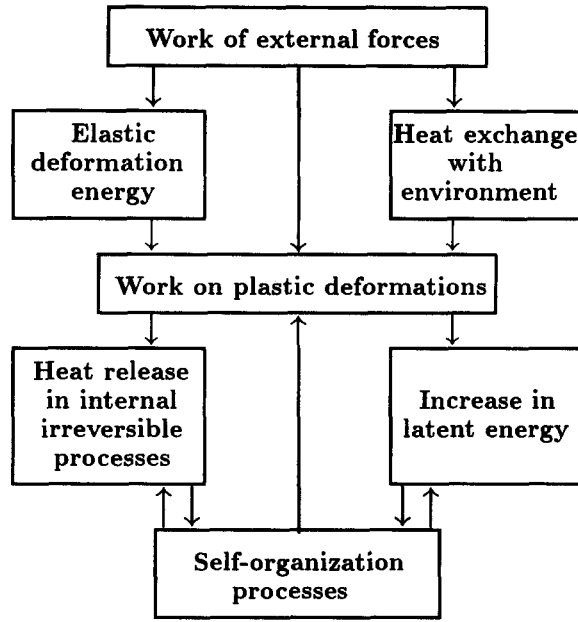 Work of external forces
Elastic
deformation
energy
Heat exchange
with
environment
Work on plastic deformations
Heat release
in internal
irreversible
processes
Increase in
latent energy
Self-organization
processes